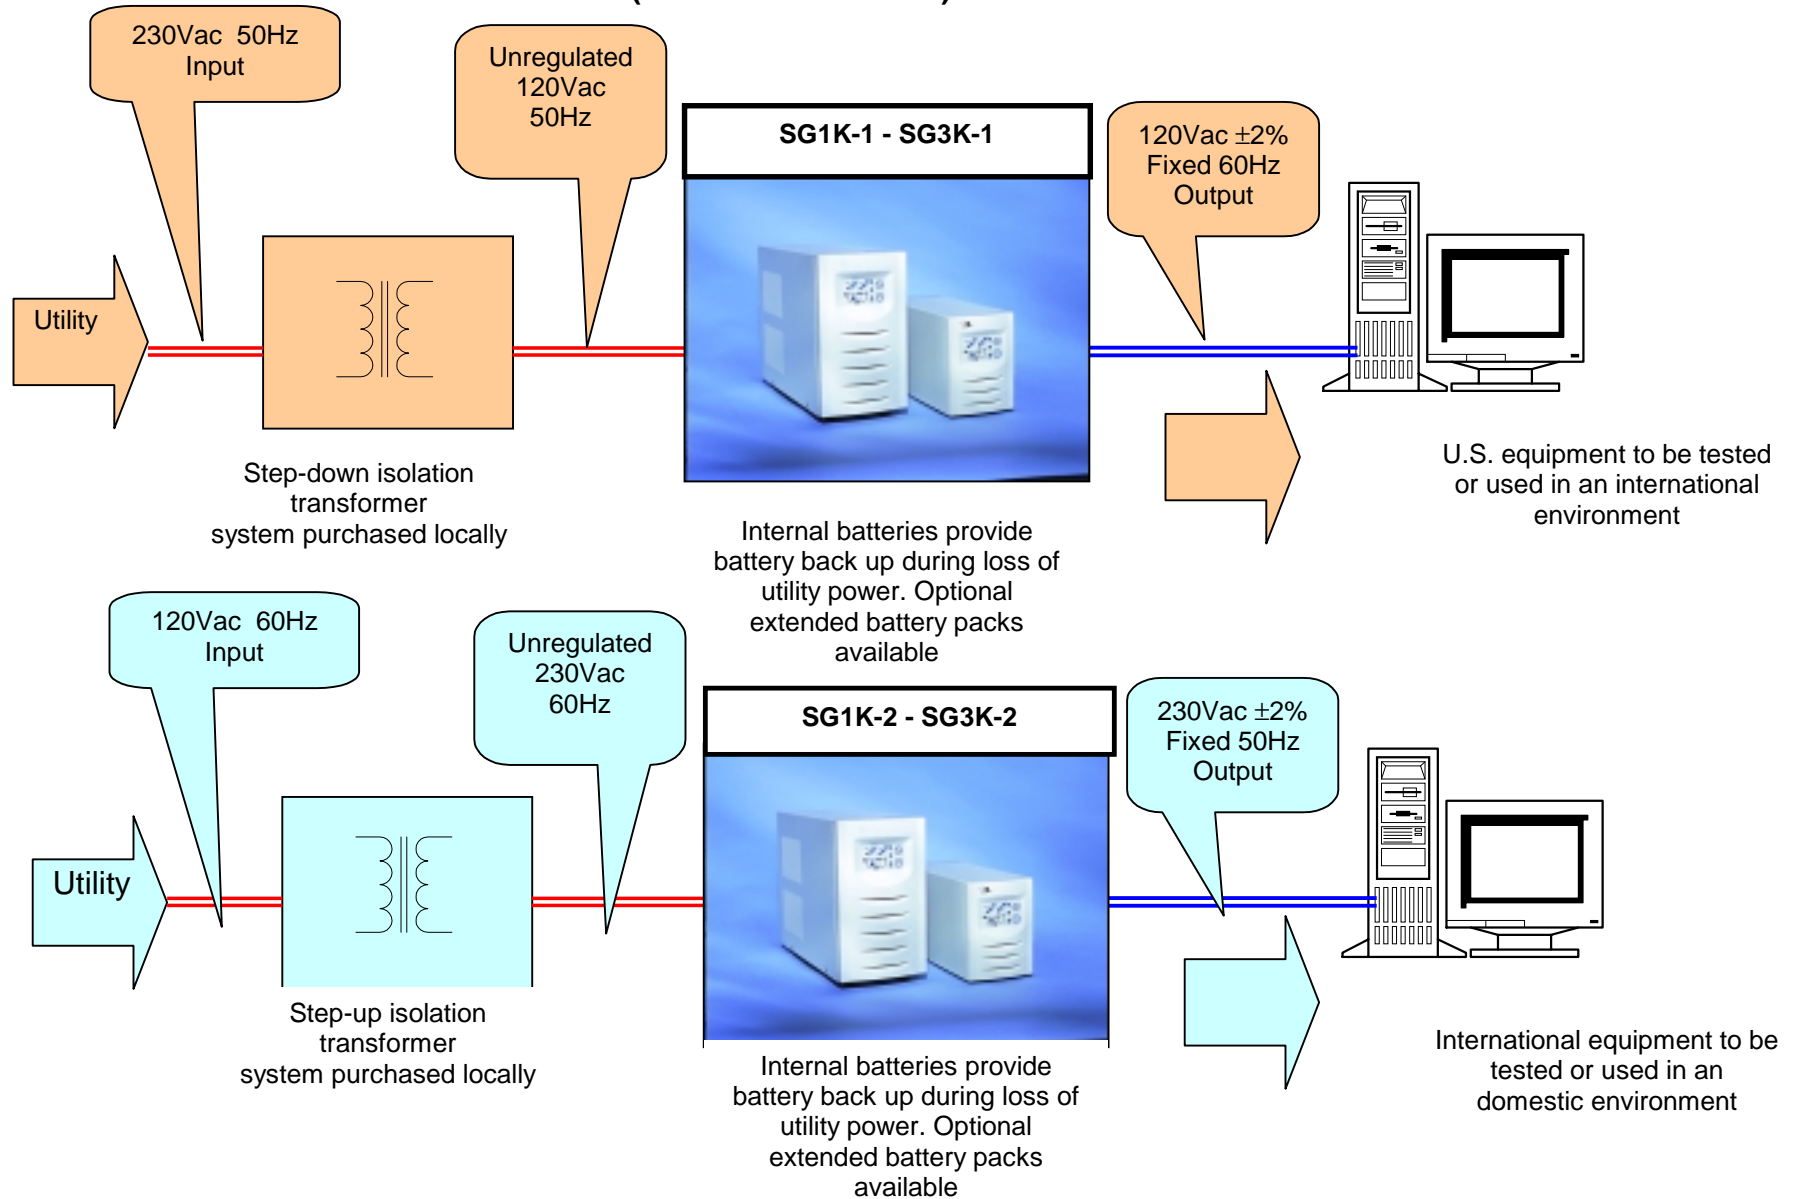 230Vac 50Hz
Input
Unregulated
120Vac
50Hz
SG1K-1 - SG3K-1
120Vac ±2%
Fixed 60Hz
Output
Utility
Step-down isolation
transformer
system purchased locally
Internal batteries provide
battery back up during loss of
utility power. Optional
extended battery packs
available
U.S. equipment to be tested
or used in an international
environment
120Vac 60Hz
Input
Unregulated
230Vac
60Hz
SG1K-2 - SG3K-2
230Vac ±2%
Fixed 50Hz
Output
Utility
Step-up isolation
transformer
system purchased locally
Internal batteries provide
battery back up during loss of
utility power. Optional
extended battery packs
available
International equipment to be
tested or used in an
domestic environment